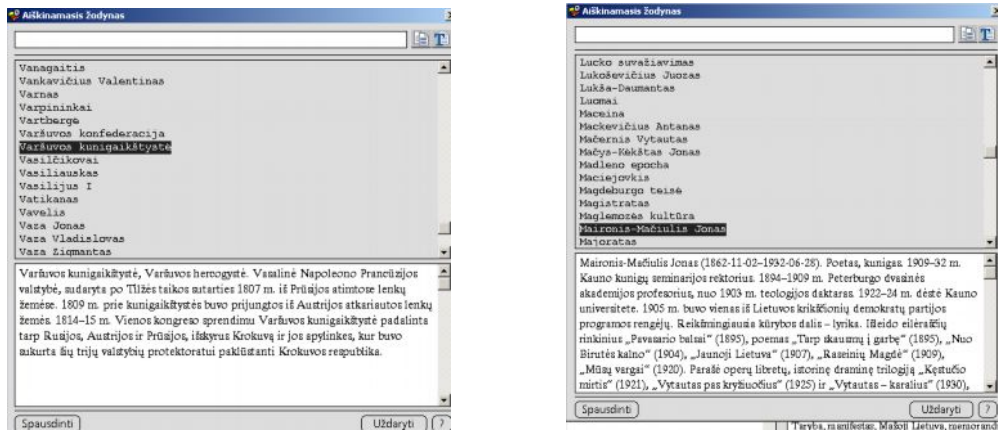 Aiškinamasis žodynas
Vanagaitis
Vankavičius Valentinas
Varnas
Varpininkai
Vartbergė
Varšuvos konfederacija
Varšuvos kunigaikštystė
Vasilčikovai
Vasiliauskas
Vasilijus I
Vatikanas
Vavelis
Vaza Jonas
Vaza Vladislovas
Vaza Zigmantas
Varšuvos kunigaikštystė, Varšuvos hercogystė. Vasalinė Napoleono Prancūzijos
valstybė, sudaryta po Tilžės taikos sutarties 1807 m. iš Prūsijos atimtose lenkų
žemėse. 1809 m. prie kunigaikštystės buvo prijungtos iš Austrijos atkariautos lenkų
žemės. 1814–15 m. Vienos kongreso sprendimu Varšuvos kunigaikštystė padalinta
tarp Rusijos, Austrijos ir Prūsijos, išskyrus Krokuvą ir jos apylinkes, kur buvo
sukurta šių trijų valstybių protektoratui paklūstanti Krokuvos respublika.
Spausdinti
Uždaryti
?
Aiškinamasis žodynas
Lucko suvažiavimas
Lukoševičius Juozas
Lukša-Daumantas
Luomai
Maceina
Mackevičius Antanas
Mačernis Vytautas
Mačys-Kėkštas Jonas
Madleno epocha
Maciejovkis
Magdeburgo teisė
Magistratas
Maglemozės kultūra
Maironis-Mačiulis Jonas
Majoratas
Maironis-Mačiulis Jonas (1862-11-02–1932-06-28). Poetas, kunigas. 1909–32 m.
Kauno kunigų seminarijos rektorius. 1894–1909 m. Peterburgo dvasinės
akademijos profesorius, nuo 1903 m. teologijos daktaras. 1922–24 m. dėstė Kauno
universitete. 1905 m. buvo vienas iš Lietuvos krikščionių demokratų partijos
programos rengėjų. Reikšmingiausia kūrybos dalis – lyrika. Išleido eilėraščių
rinkinius „Pavasario balsai“ (1895), poemas „Tarp skausmų į garbę“ (1895), „Nuo
Birutės kalno“ (1904), „Jaunoji Lietuva“ (1907), „Raseinių Magdė“ (1909),
„Mūsų vargai“ (1920). Parašė operų libretų, istorinę draminę trilogiją „Kęstučio
mirtis“ (1921), „Vytautas pas kryžiuočius“ (1925) ir „Vytautas – karalius“ (1930),
Spausdinti
Uždaryti
?
Taryba, manifestas, Mažoji Lietuva,